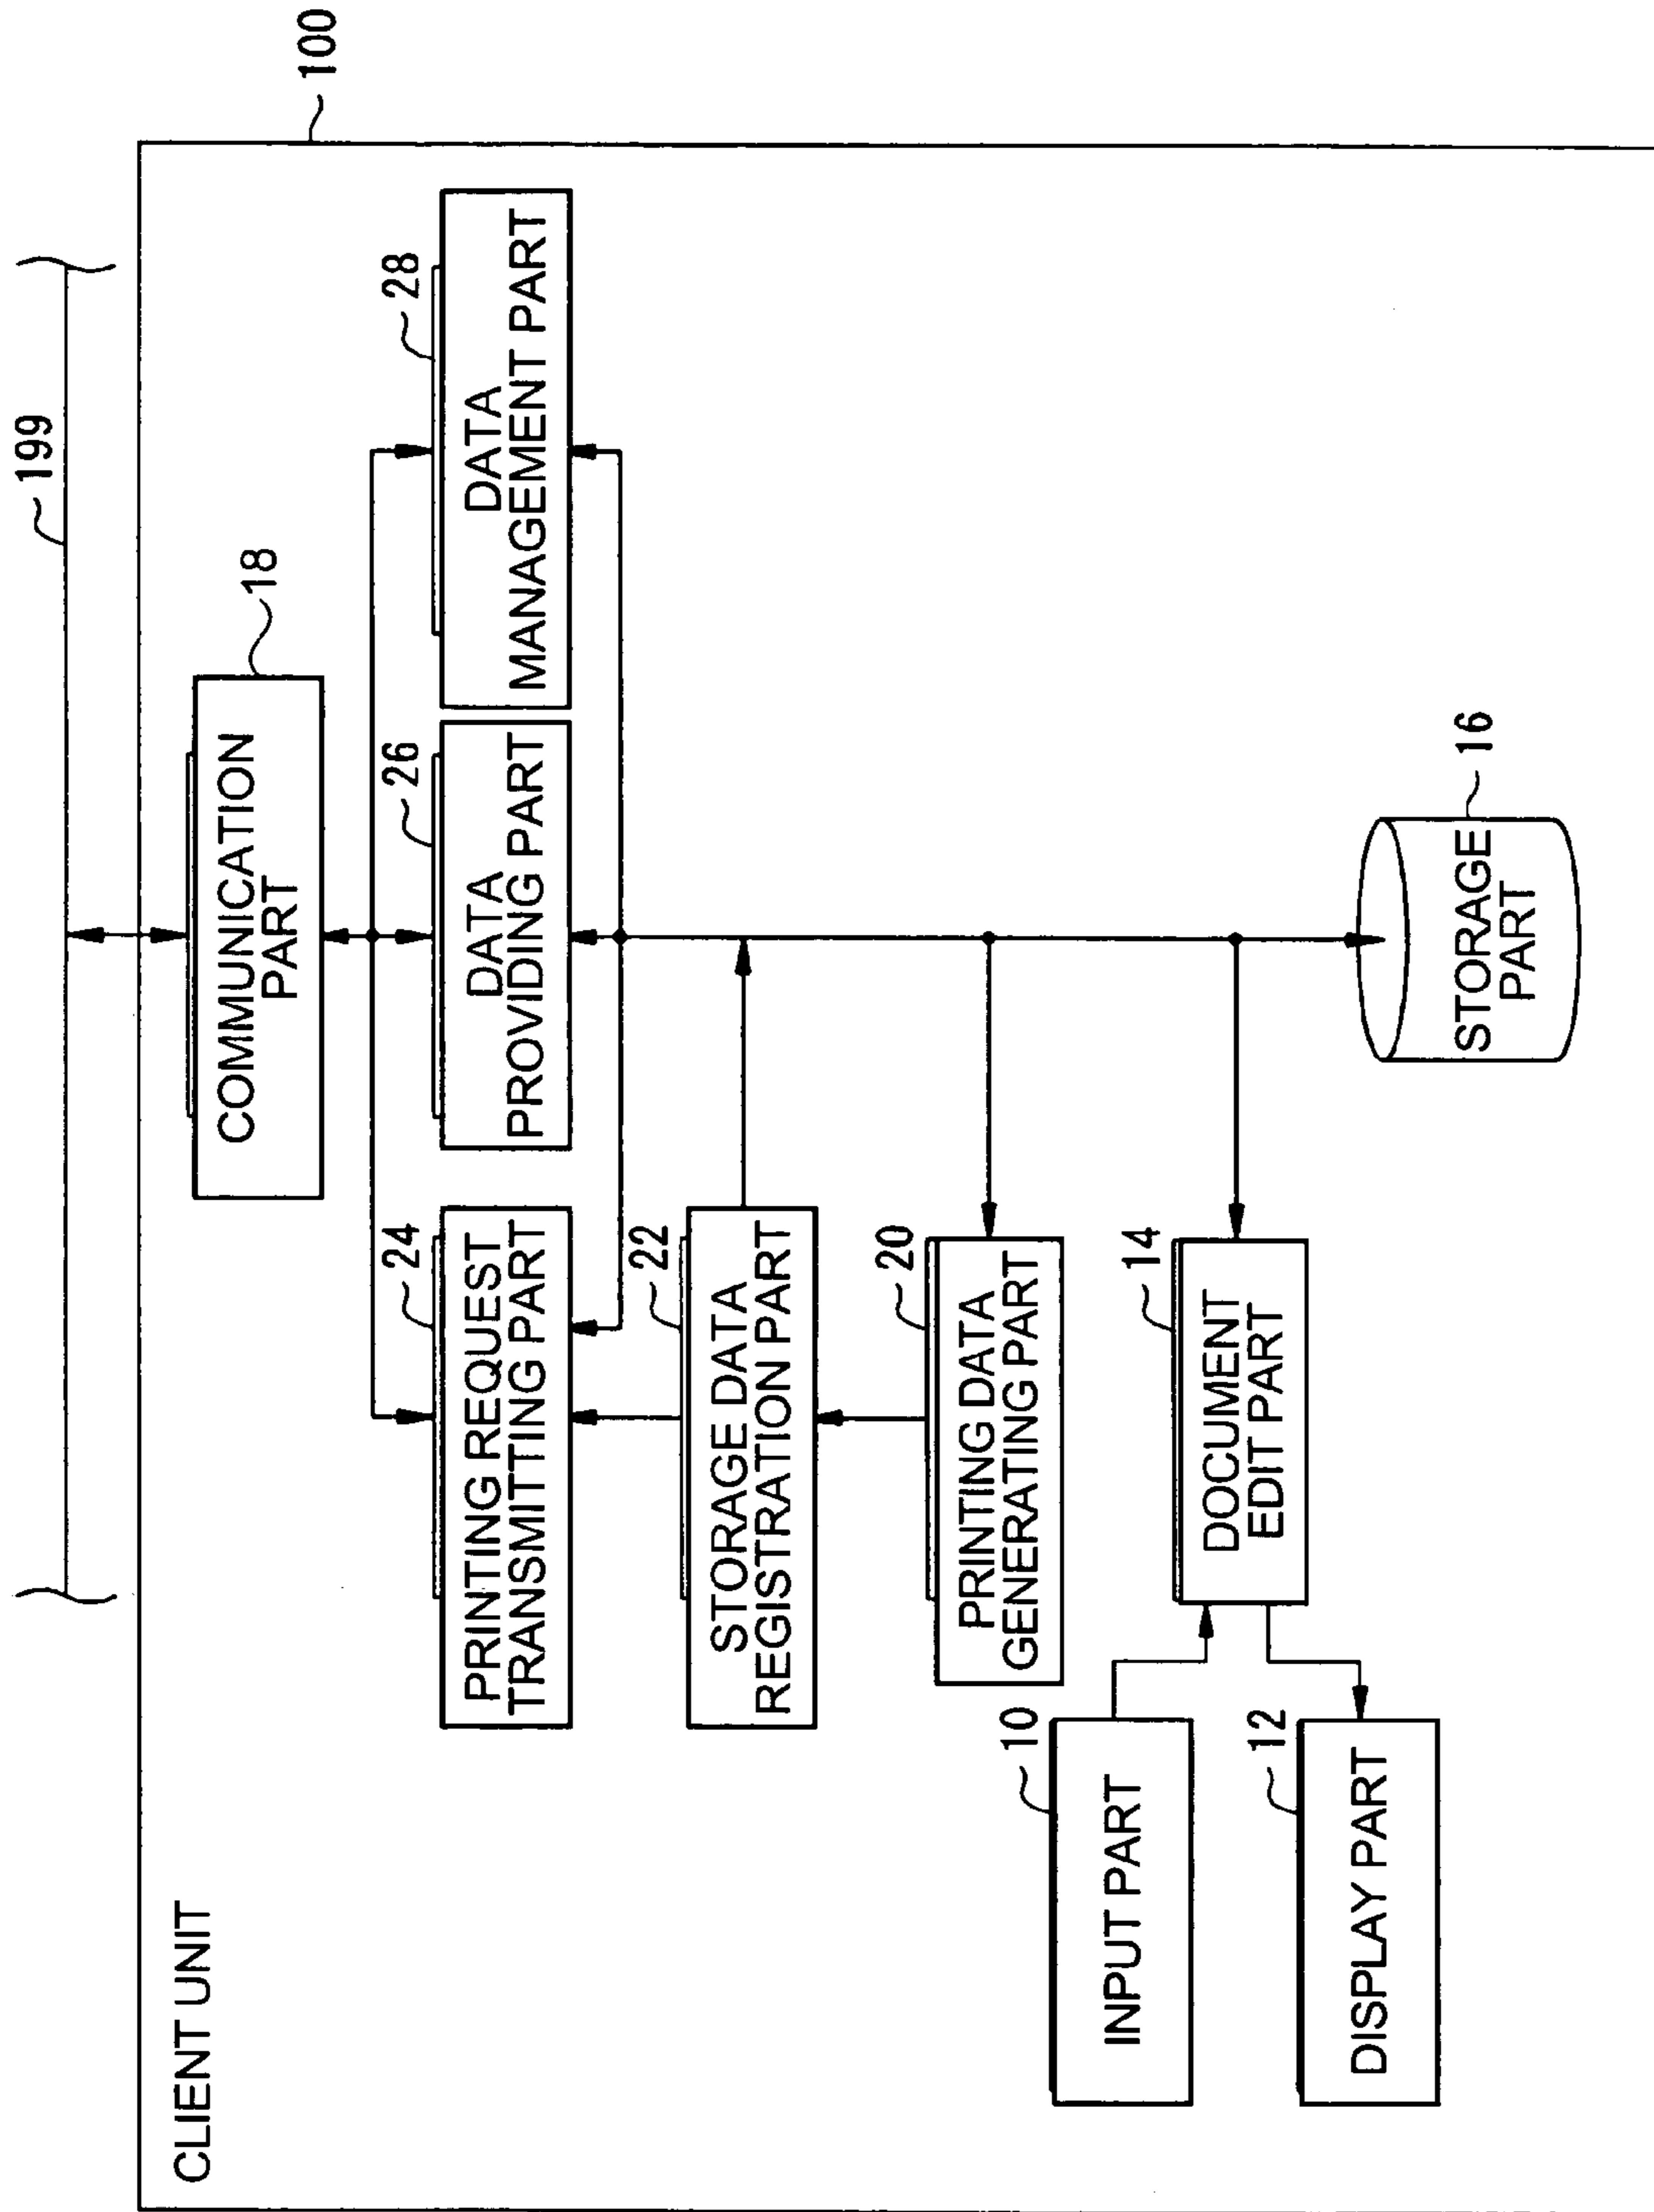 CLIENT UNIT
100
199
COMMUNICATION
PART
18
PRINTING REQUEST
TRANSMITTING PART
24
DATA
PROVIDING PART
26
DATA
MANAGEMENT PART
28
STORAGE DATA
REGISTRATION PART
22
PRINTING DATA
GENERATING PART
20
INPUT PART
10
DOCUMENT
EDIT PART
14
DISPLAY PART
12
STORAGE
PART
16